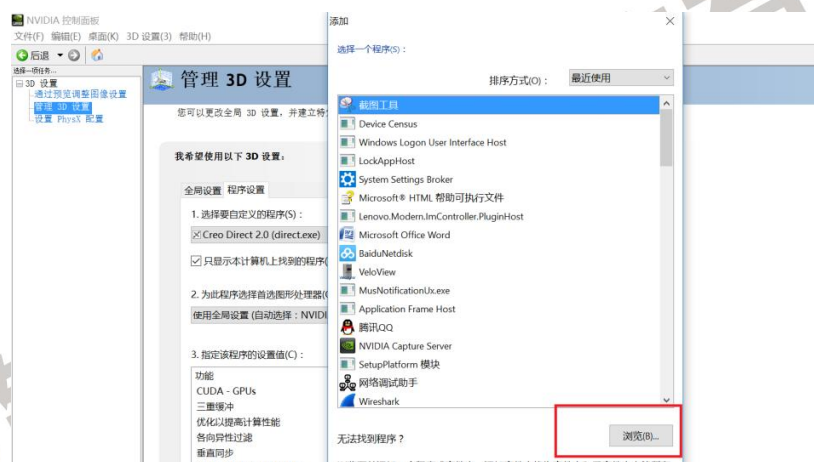 NVIDIA 控制面板
文件(F) 编辑(E) 桌面(K) 3D 设置(3) 帮助(H)
后退
选择一项任务...
3D 设置
通过预览调整图像设置
管理 3D 设置
设置 PhysX 配置
管理 3D 设置
您可以更改全局 3D 设置，并建立特
我希望使用以下 3D 设置:
全局设置 程序设置
1. 选择要自定义的程序(S)：
Creo Direct 2.0 (direct.exe)
只显示本计算机上找到的程序(
2. 为此程序选择首选图形处理器(
使用全局设置 (自动选择：NVIDI
3. 指定该程序的设置值(C)：
功能
CUDA - GPUs
三重缓冲
优化以提高计算性能
各向异性过滤
垂直同步
添加
选择一个程序(S)：
排序方式(O)：
最近使用
截图工具
Device Census
Windows Logon User Interface Host
LockAppHost
System Settings Broker
Microsoft® HTML 帮助可执行文件
Lenovo.Modern.ImController.PluginHost
Microsoft Office Word
BaiduNetdisk
VeloView
MusNotificationUx.exe
Application Frame Host
腾讯QQ
NVIDIA Capture Server
SetupPlatform 模块
网络调试助手
Wireshark
无法找到程序？
浏览(B)...